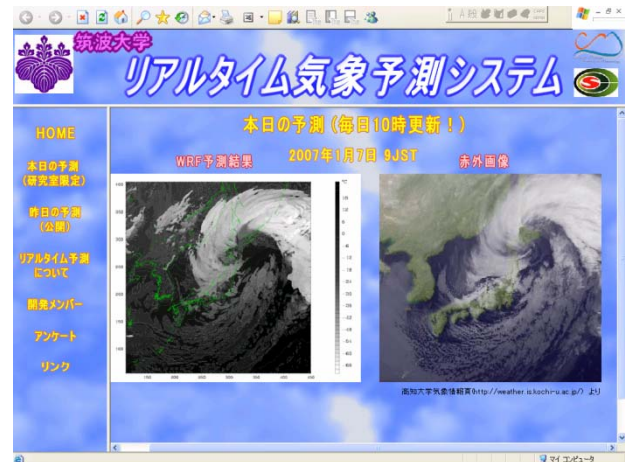 筑波大学
リアルタイム気象予測システム
HOME
本日の予測
(研究室限定)
昨日の予測
(公開)
リアルタイム予測
について
開発メンバー
アンケート
リンク
本日の予測 (毎日10時更新！)
WRF予測結果
2007年1月7日 9JST
赤外画像
高知大学気象情報頁(http://weather.is.kochi-u.ac.jp/) より
マイ コンピュータ